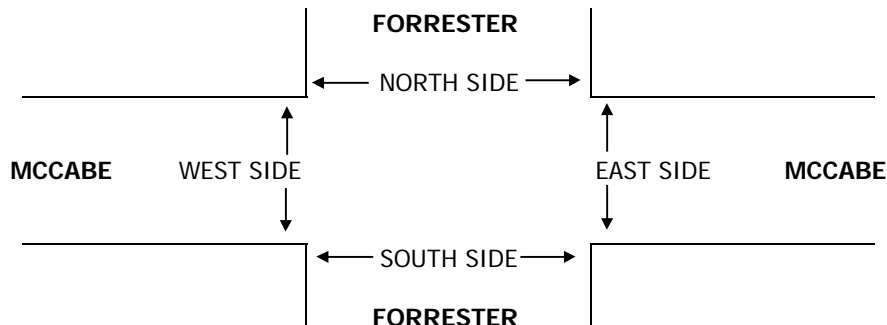 FORRESTER
NORTH SIDE
MCCABE WEST SIDE EAST SIDE MCCABE
SOUTH SIDE
FORRESTER